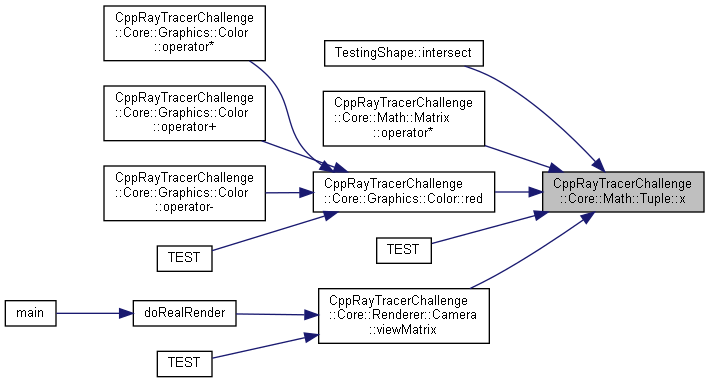 CppRayTracerChallenge
::Core::Graphics::Color
::operator*
TestingShape::intersect
CppRayTracerChallenge
::Core::Graphics::Color
::operator+
CppRayTracerChallenge
::Core::Math::Matrix
::operator*
CppRayTracerChallenge
::Core::Graphics::Color
::operator-
CppRayTracerChallenge
::Core::Graphics::Color::red
CppRayTracerChallenge
::Core::Math::Tuple::x
TEST
TEST
main
doRealRender
CppRayTracerChallenge
::Core::Renderer::Camera
::viewMatrix
TEST